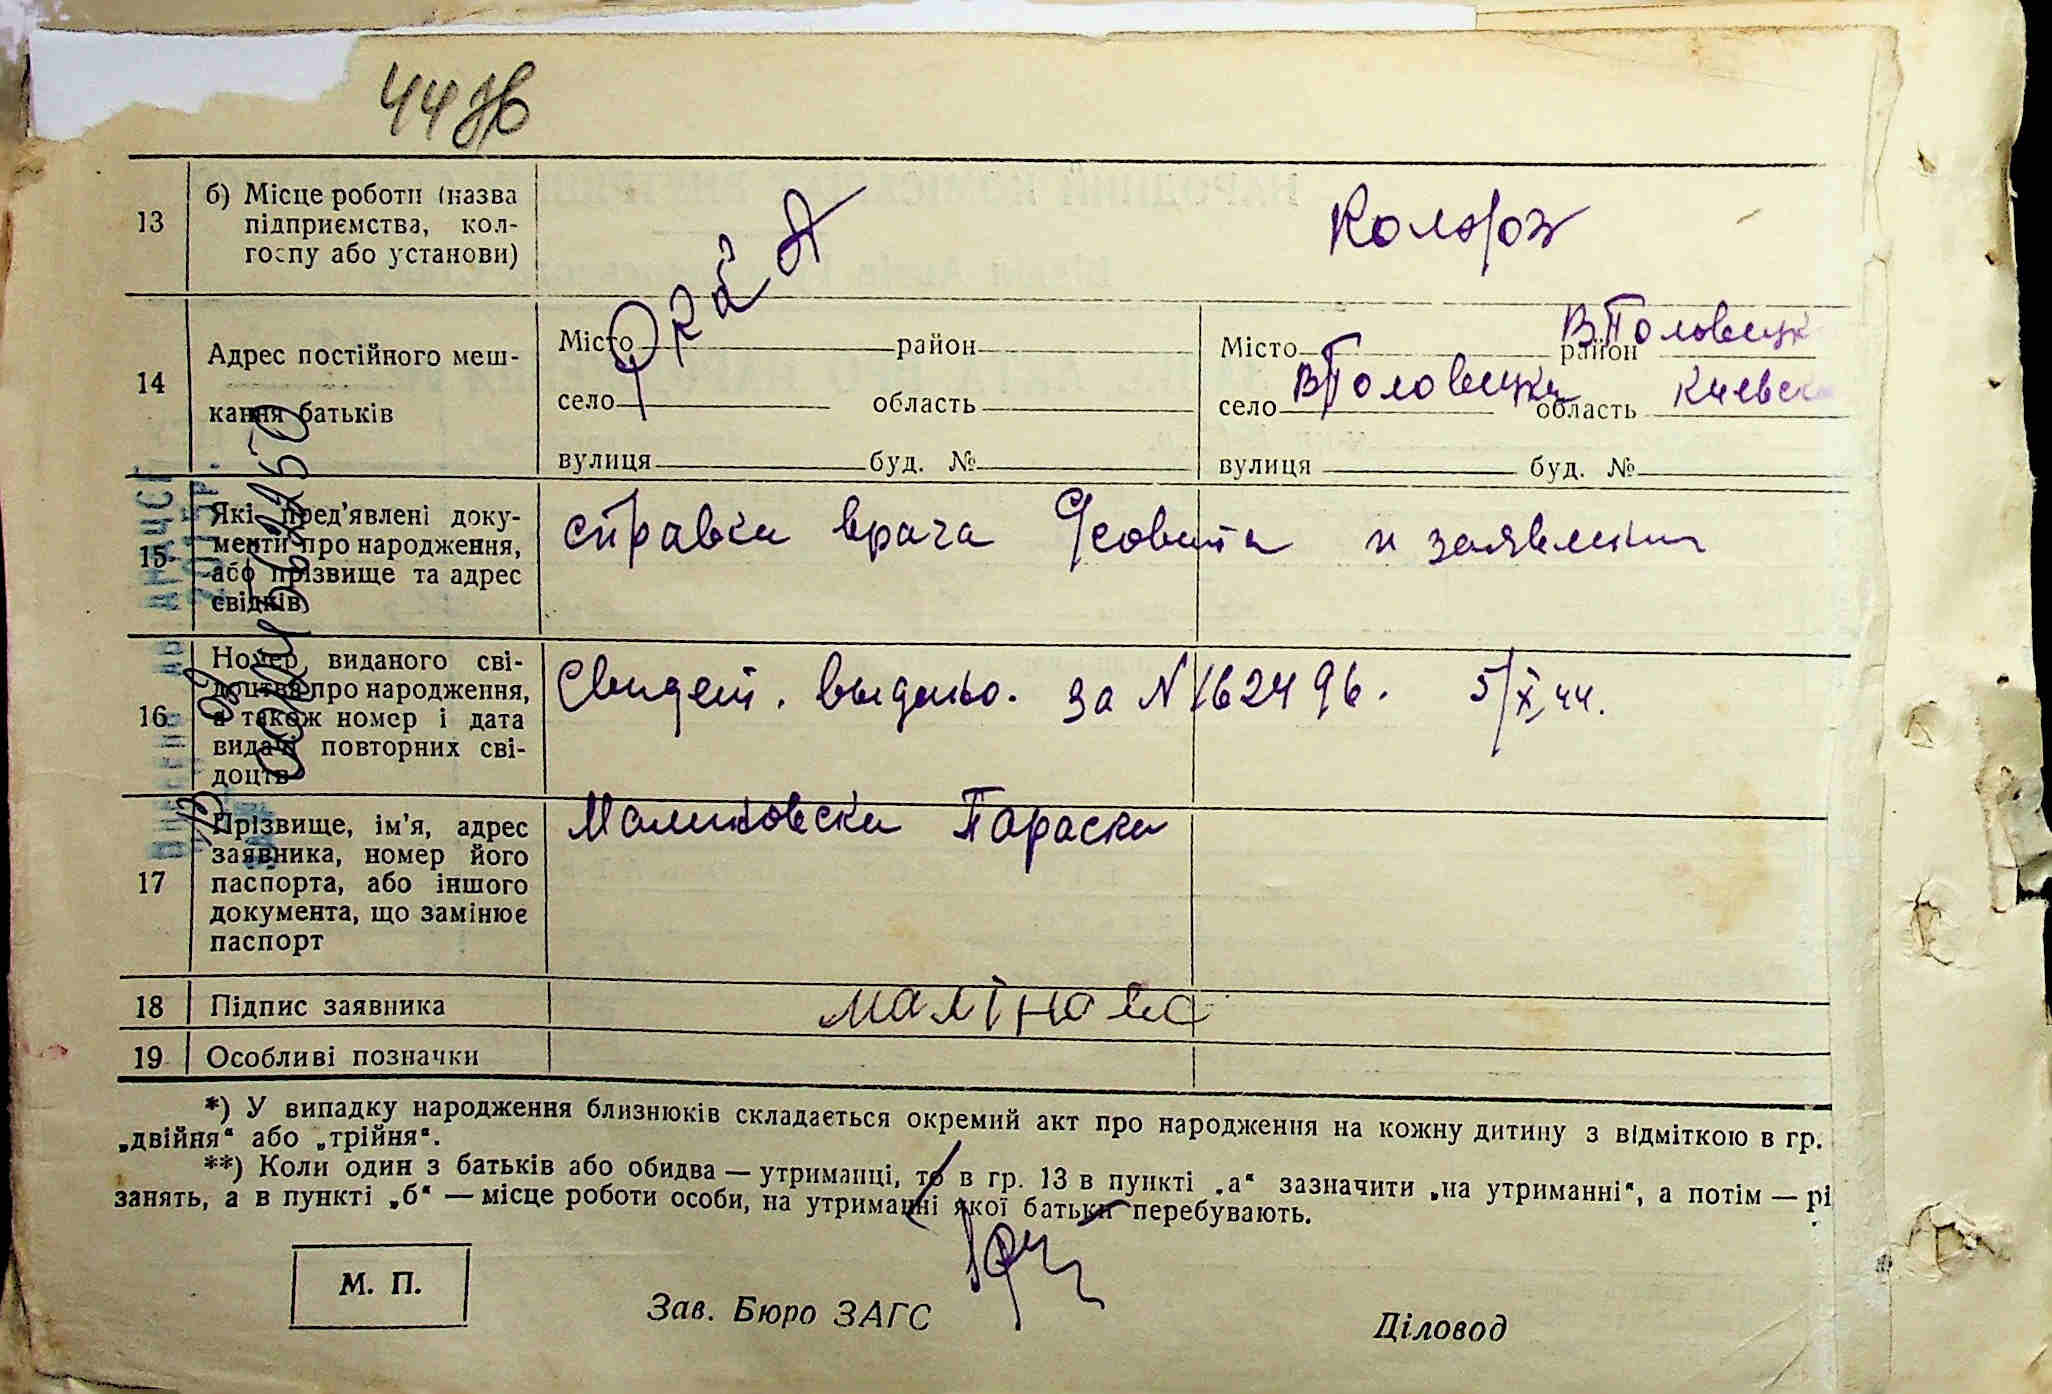 44
13
б) Місце роботи (назва
підприємства, кол-
госпу або установи)
Колхоз
14
Адрес постійного меш-
кання батьків
Місто район
село область
вулиця буд. №
В Половецк
Місто район
В Половецка Киевск
село область
вулиця буд. №
15
Які пред’явлені доку-
менти про народження,
або прізвище та адрес
свідків
справка врача и заявления
16
Номер виданого сві-
доцтва про народження,
а також номер і дата
видачі повторних сві-
доцтв
Свидет. выдано. за N 162496. 5/X,44.
17
Прізвище, ім’я, адрес
заявника, номер його
паспорта, або іншого
документа, що замінює
паспорт
Малиновска Параска
18 Підпис заявника
малінова
19 Особливі позначки
*) У випадку народження близнюків складається окремий акт про народження на кожну дитину з відміткою в гр.
„двійня“ або „трійня“.
**) Коли один з батьків або обидва — утриманці, то в гр. 13 в пункті „а“ зазначити „на утриманні“, а потім — рі
занять, а в пункті „б“ — місце роботи особи, на утриманні якої батьки перебувають.
М. П.
Зав. Бюро ЗАГС
Діловод